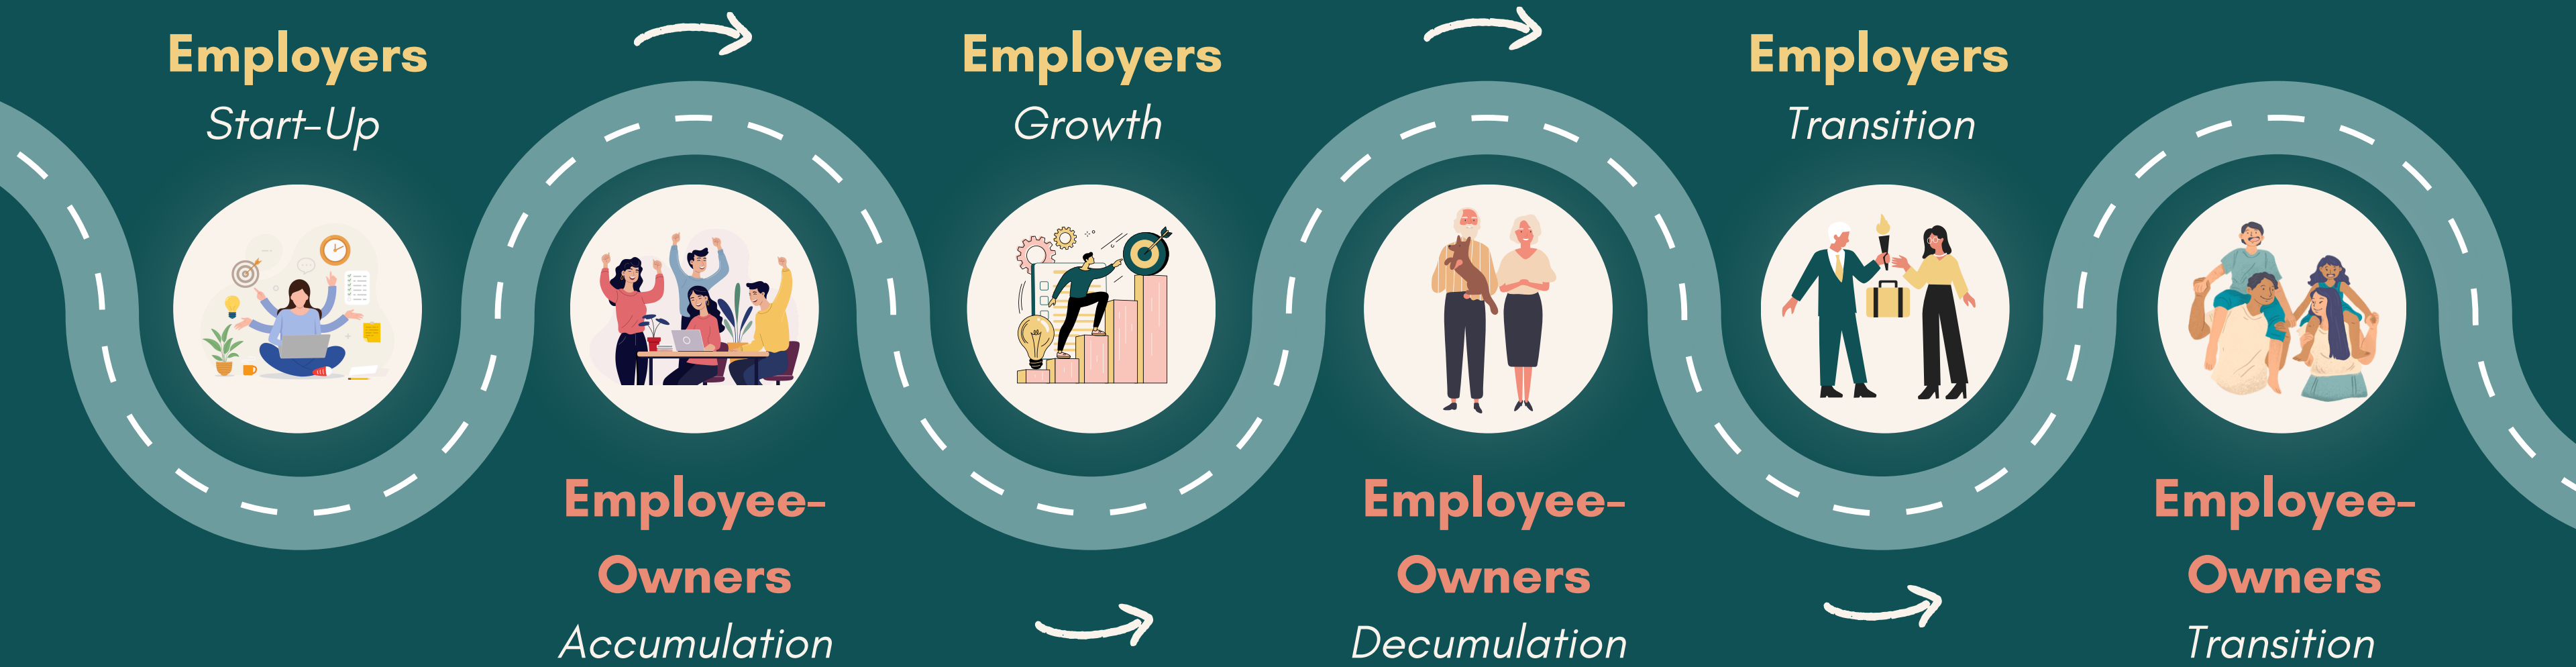 Employers
Start-Up
Employee-
Owners
Accumulation
Employers
Growth
Employee-
Owners
Decumulation
Employers
Transition
Employee-
Owners
Transition